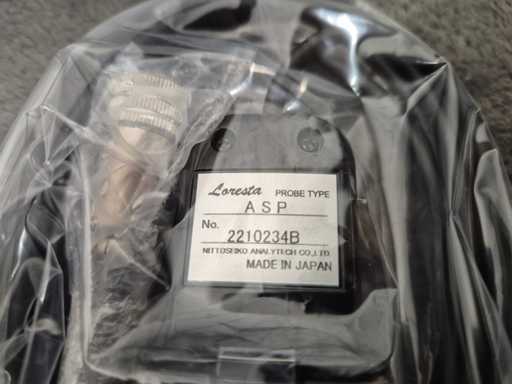 Loresta PROBE TYPE
ASP
No. 2210234B
NITTOSEIKO ANALYTECH CO.,LTD.
MADE IN JAPAN